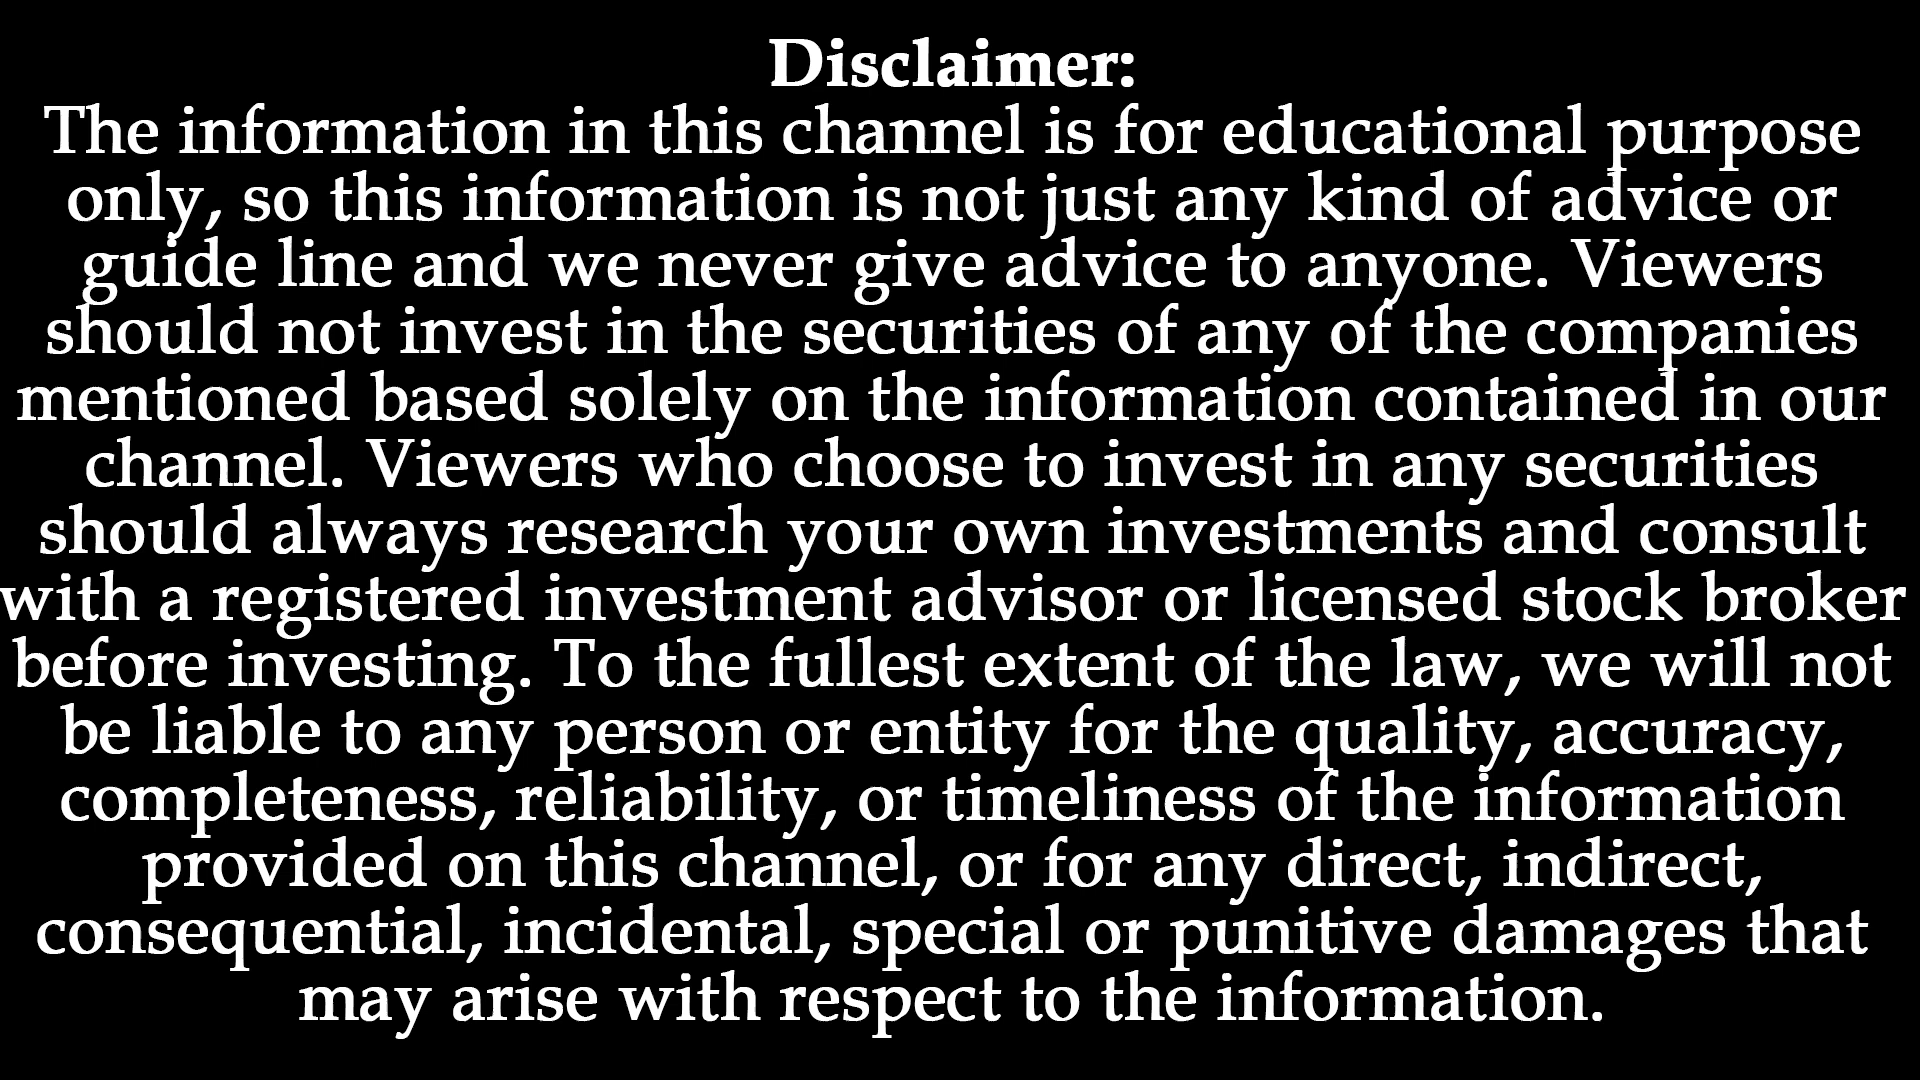 Disclaimer:
The information in this channel is for educational purpose
only, so this information is not just any kind of advice or
guide line and we never give advice to anyone. Viewers
should not invest in the securities of any of the companies
mentioned based solely on the information contained in our
channel. Viewers who choose to invest in any securities
should always research your own investments and consult
with a registered investment advisor or licensed stock broker
before investing. To the fullest extent of the law, we will not
be liable to any person or entity for the quality, accuracy,
completeness, reliability, or timeliness of the information
provided on this channel, or for any direct, indirect,
consequential, incidental, special or punitive damages that
may arise with respect to the information.